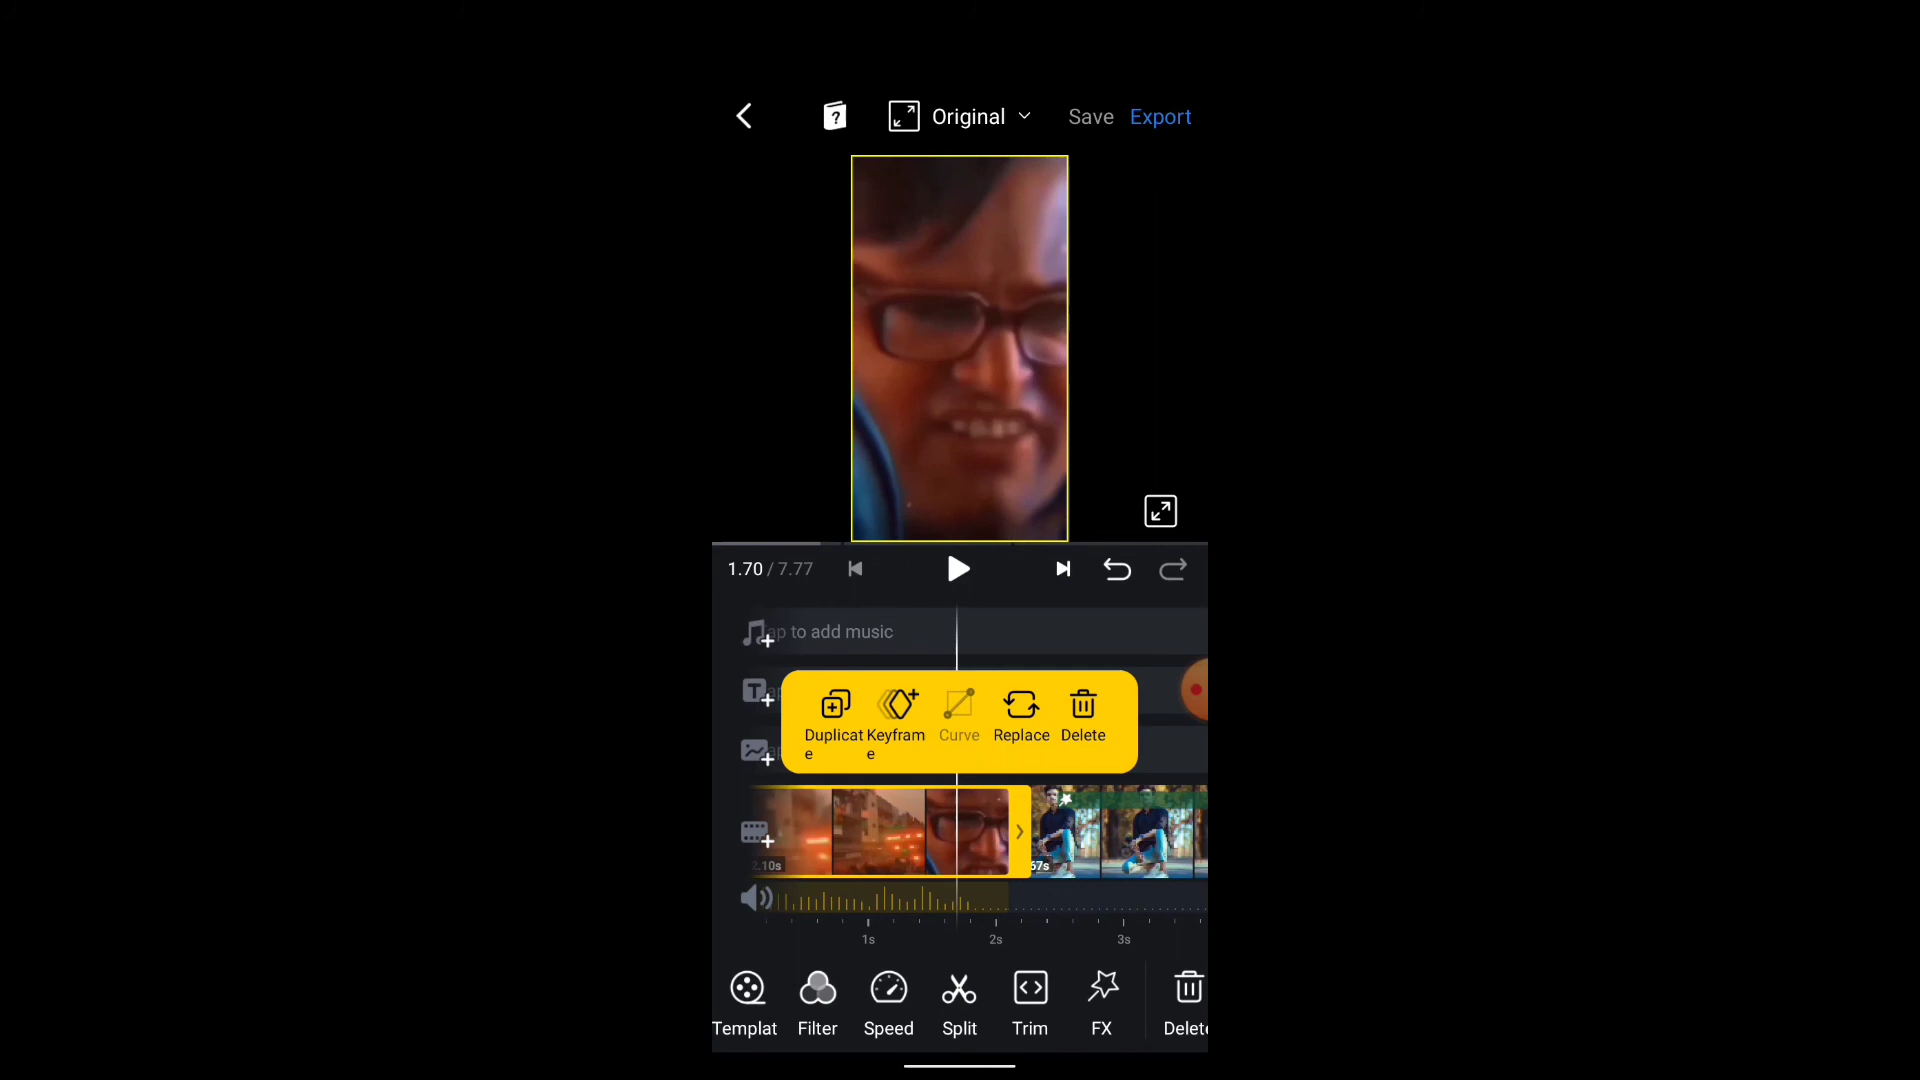 Original
Save
Export
1.70 / 7.77
ap to add music
Duplicat
e
Keyfram
e
Curve
Replace
Delete
2.10s
67s
1s
2s
3s
Templat
Filter
Speed
Split
Trim
FX
Delete